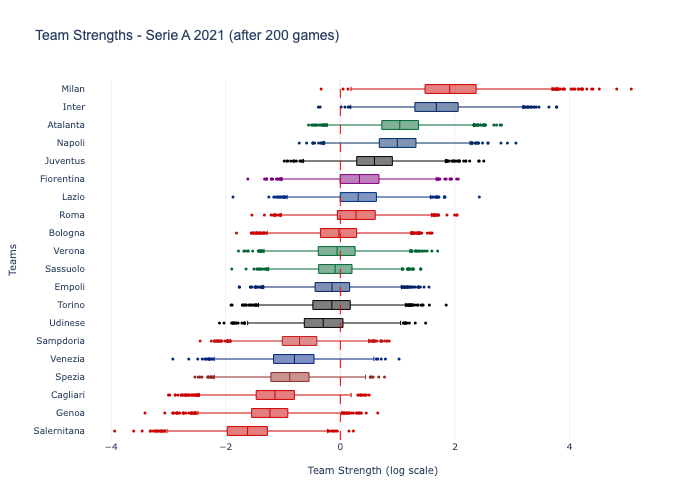 Team Strengths - Serie A 2021 (after 200 games)
Milan
Inter
Atalanta
Napoli
Juventus
Fiorentina
Lazio
Roma
Bologna
Verona
Sassuolo
Empoli
Torino
Udinese
Sampdoria
Venezia
Spezia
Cagliari
Genoa
Salernitana
Teams
−4 −2 0 2 4
Team Strength (log scale)